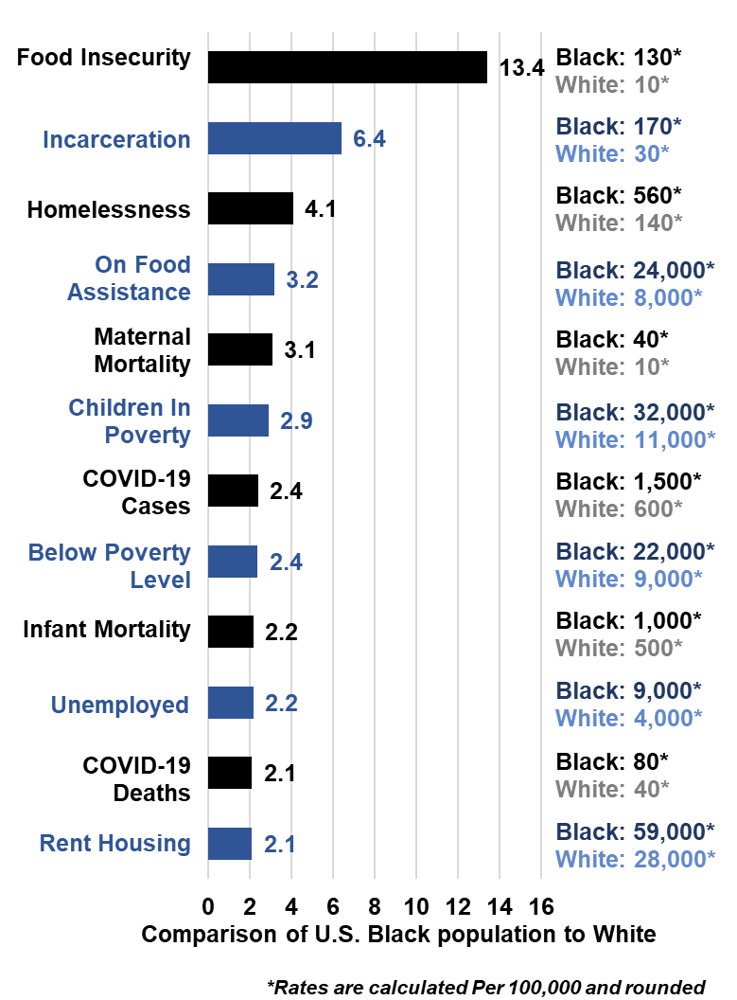 Food Insecurity
13.4
Black: 130*
White: 10*
Incarceration
6.4
Black: 170*
White: 30*
Homelessness
4.1
Black: 560*
White: 140*
On Food
Assistance
3.2
Black: 24,000*
White: 8,000*
Maternal
Mortality
3.1
Black: 40*
White: 10*
Children In
Poverty
2.9
Black: 32,000*
White: 11,000*
COVID-19
Cases
2.4
Black: 1,500*
White: 600*
Below Poverty
Level
2.4
Black: 22,000*
White: 9,000*
Infant Mortality
2.2
Black: 1,000*
White: 500*
Unemployed
2.2
Black: 9,000*
White: 4,000*
COVID-19
Deaths
2.1
Black: 80*
White: 40*
Rent Housing
2.1
Black: 59,000*
White: 28,000*
0 2 4 6 8 10 12 14 16
Comparison of U.S. Black population to White
*Rates are calculated Per 100,000 and rounded